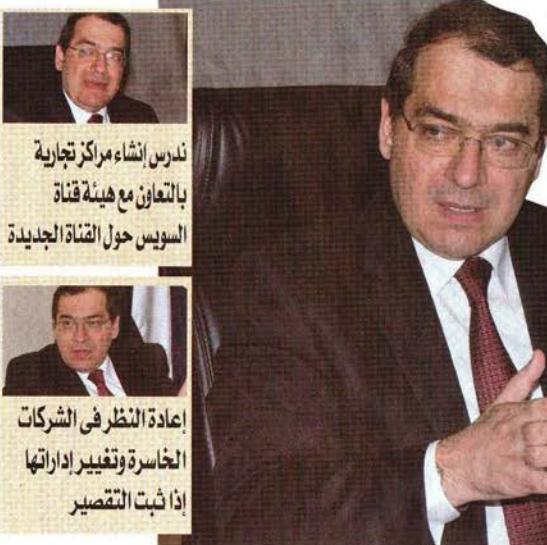 ندرس إنشاء مراكز تجارية
بالتعاون مع هيئة قناة
السويس حول القناة الجديدة
إعادة النظر فى الشركات
الخاسرة وتغيير إداراتها
إذا ثبت التقصير